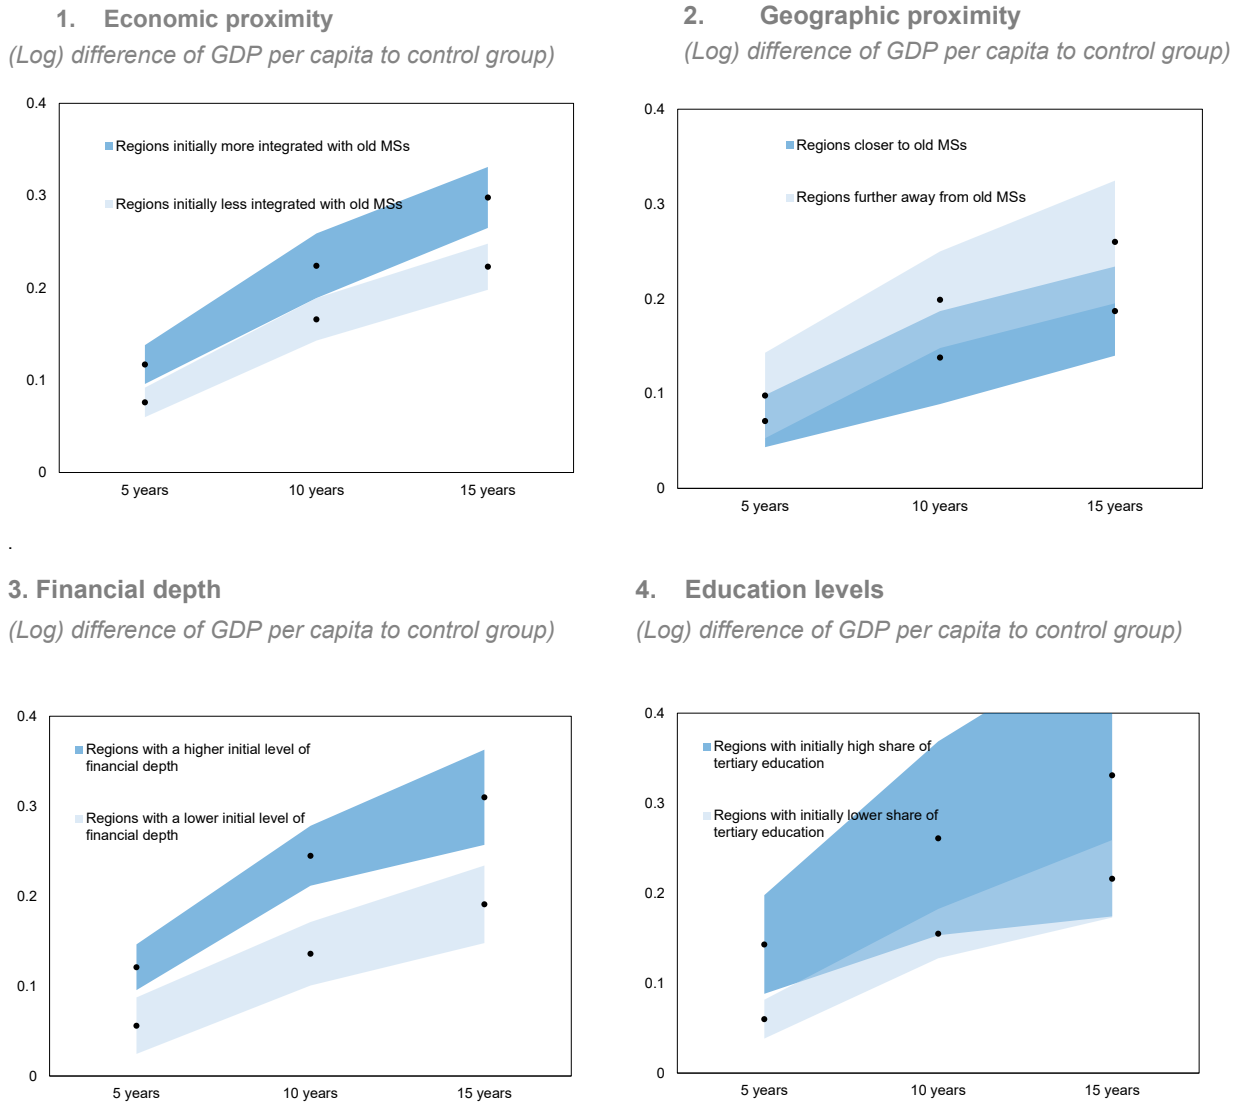 1. Economic proximity
(Log) difference of GDP per capita to control group)
0.4
0.3
0.2
0.1
0
Regions initially more integrated with old MSs
Regions initially less integrated with old MSs
5 years
10 years
15 years
2. Geographic proximity
(Log) difference of GDP per capita to control group)
0.4
0.3
0.2
0.1
0
Regions closer to old MSs
Regions further away from old MSs
5 years
10 years
15 years
.
3. Financial depth
(Log) difference of GDP per capita to control group)
0.4
0.3
0.2
0.1
0
Regions with a higher initial level of
financial depth
Regions with a lower initial level of
financial depth
5 years
10 years
15 years
4. Education levels
(Log) difference of GDP per capita to control group)
0.4
0.3
0.2
0.1
0
Regions with initially high share of
tertiary education
Regions with initially lower share of
tertiary education
5 years
10 years
15 years